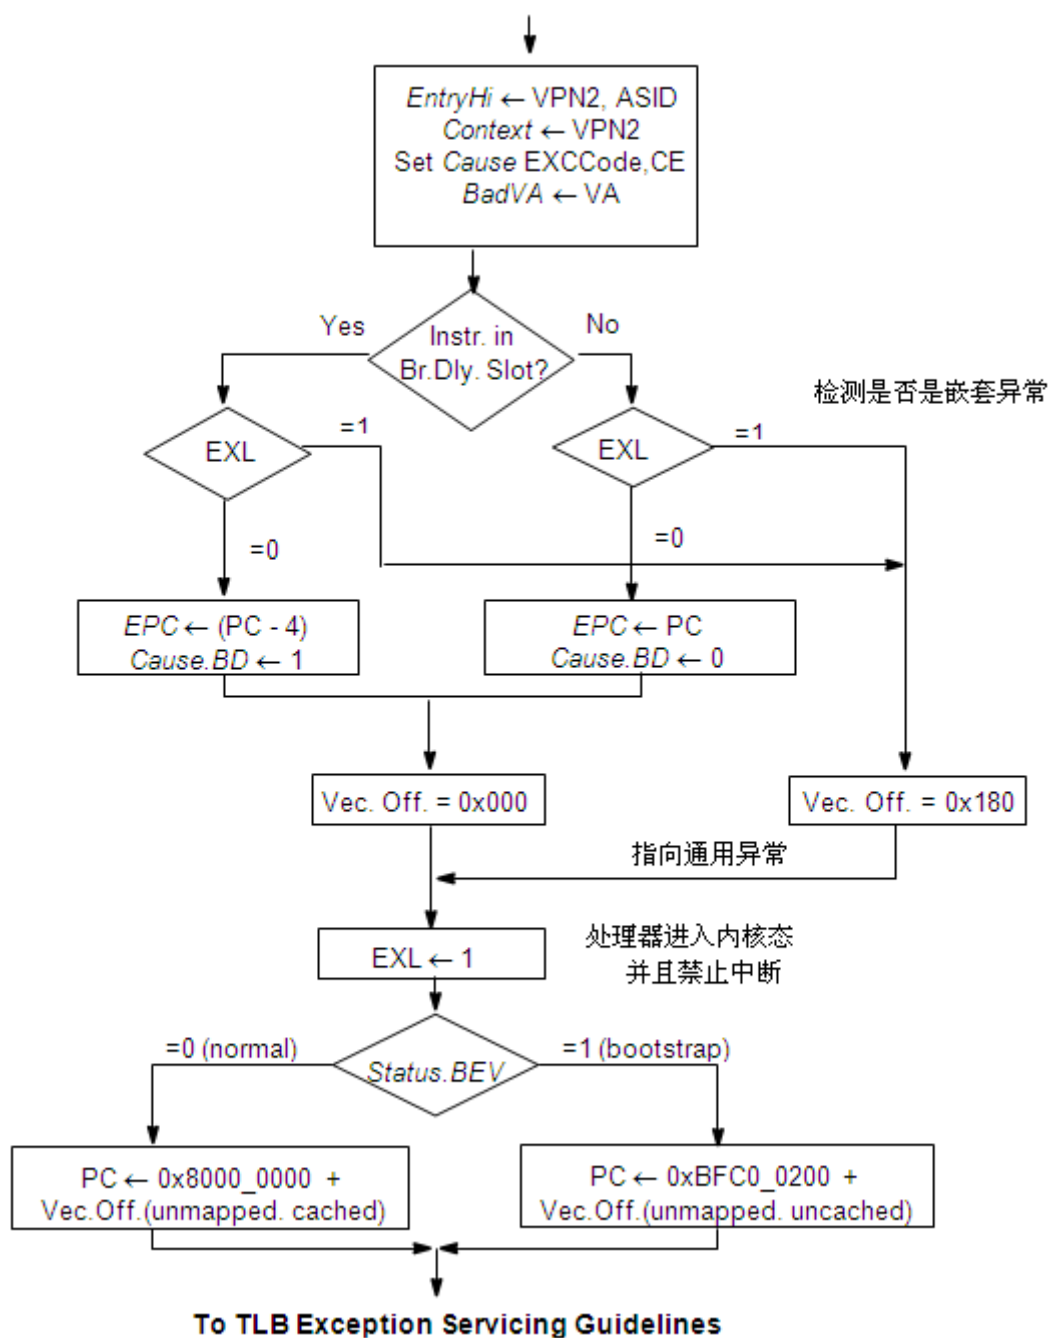 EntryHi ← VPN2, ASID
Context ← VPN2
Set Cause EXCCode,CE
BadVA ← VA
Yes
Instr. in
Br.Dly. Slot?
No
检测是否是嵌套异常
EXL
=1
EXL
=1
=0
=0
EPC ← (PC - 4)
Cause.BD ← 1
EPC ← PC
Cause.BD ← 0
Vec. Off. = 0x000
Vec. Off. = 0x180
指向通用异常
EXL ← 1
处理器进入内核态
并且禁止中断
=0 (normal)
Status.BEV
=1 (bootstrap)
PC ← 0x8000_0000 +
Vec.Off.(unmapped. cached)
PC ← 0xBFC0_0200 +
Vec.Off.(unmapped. uncached)
To TLB Exception Servicing Guidelines